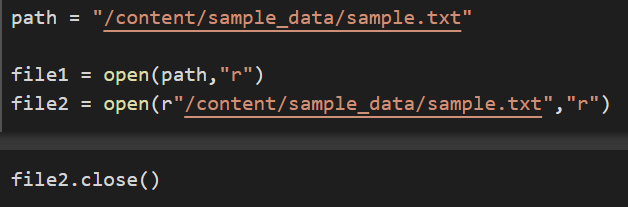 path = "/content/sample_data/sample.txt"
file1 = open(path,"r")
file2 = open(r"/content/sample_data/sample.txt","r")
file2.close()